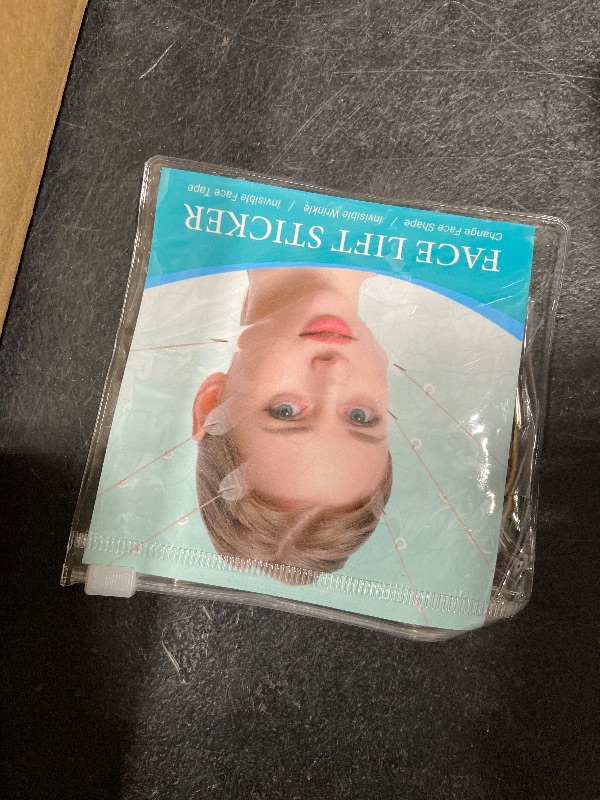 FACE LIFT STICKER
Change Face Shape / Invisible Wrinkle / Invisible Face Tape